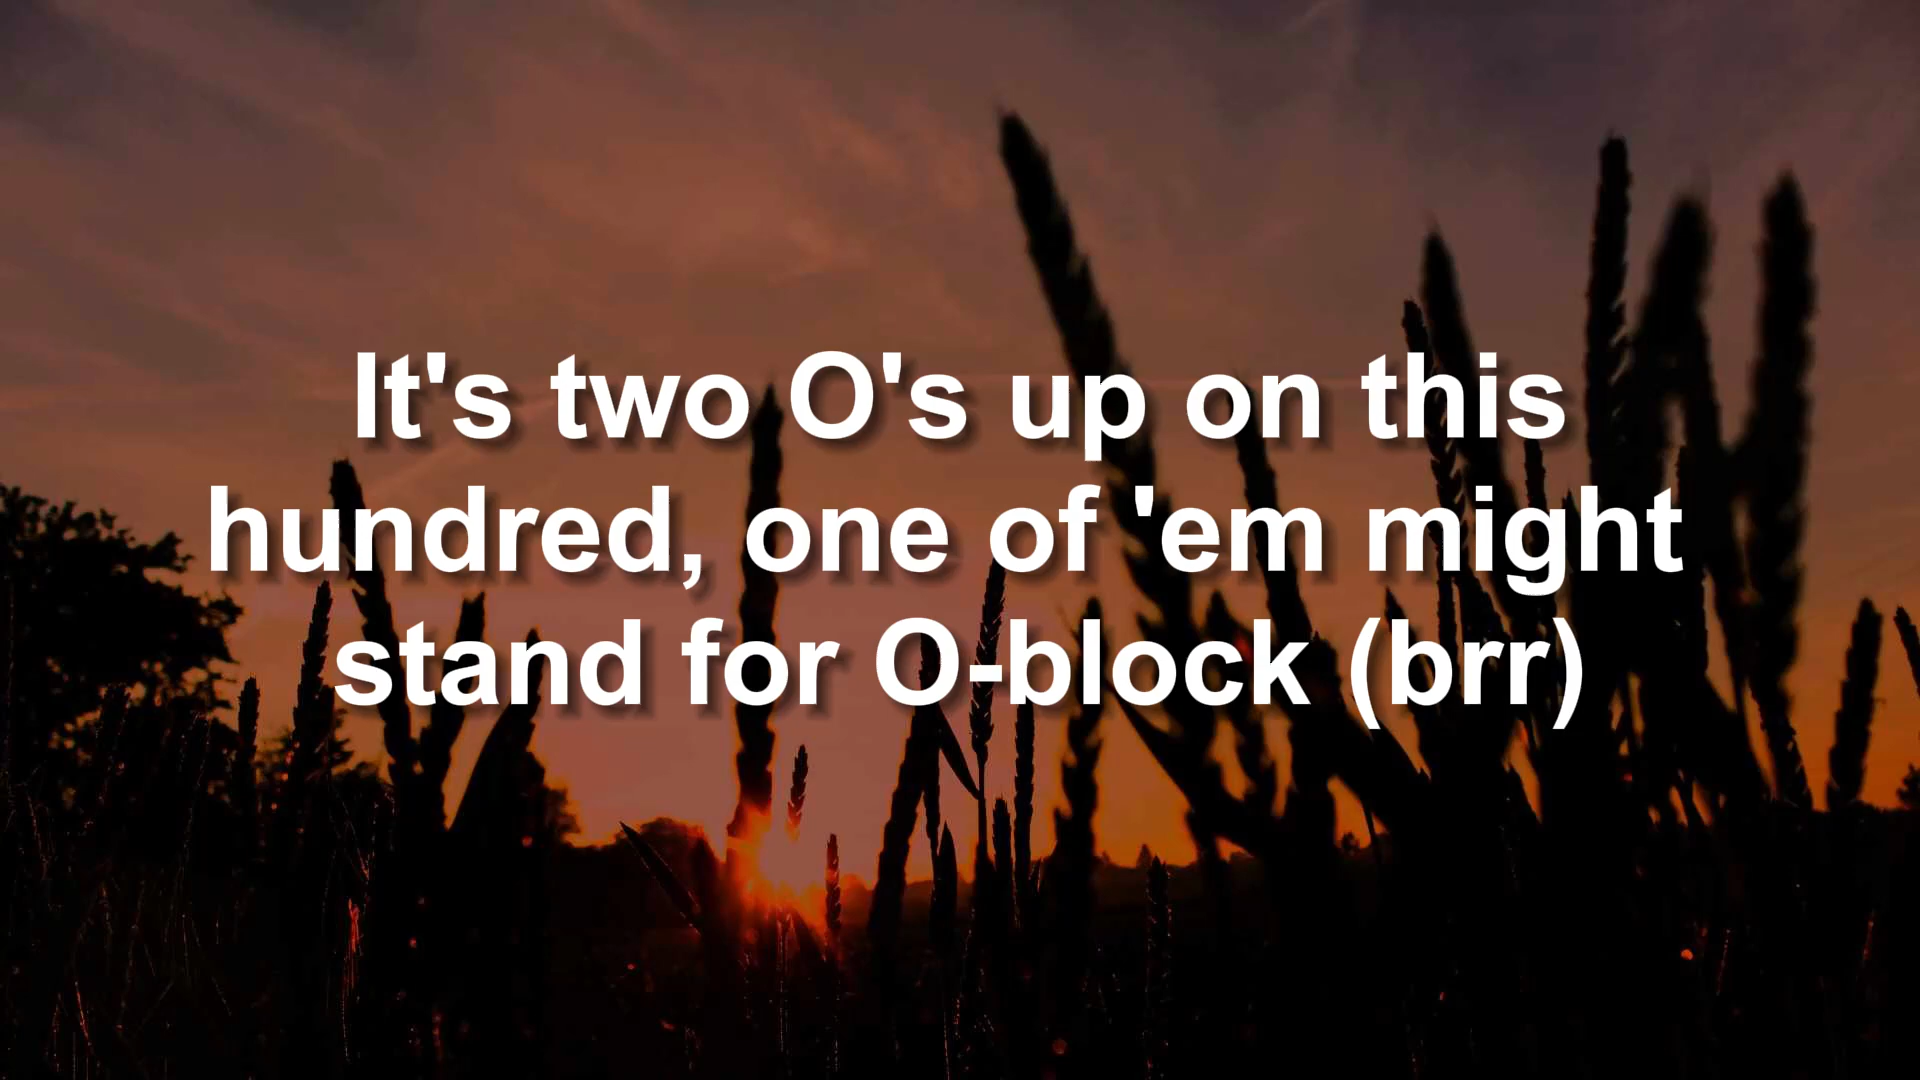 It's two O's up on this
hundred, one of 'em might
stand for O-block (brr)